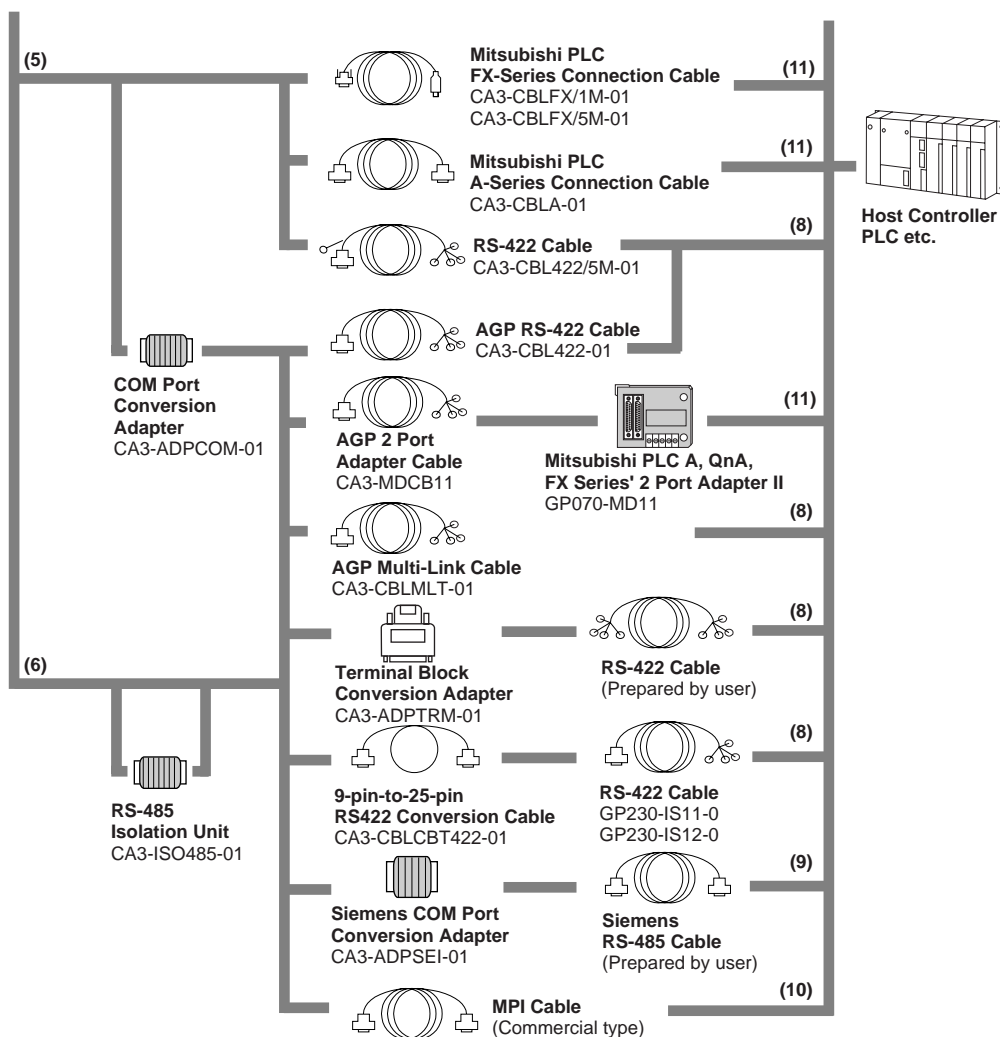 (5)
Mitsubishi PLC
FX-Series Connection Cable
CA3-CBLFX/1M-01
CA3-CBLFX/5M-01
(11)
Mitsubishi PLC
A-Series Connection Cable
CA3-CBLA-01
(11)
Host Controller
PLC etc.
RS-422 Cable
CA3-CBL422/5M-01
(8)
AGP RS-422 Cable
CA3-CBL422-01
COM Port
Conversion
Adapter
CA3-ADPCOM-01
AGP 2 Port
Adapter Cable
CA3-MDCB11
Mitsubishi PLC A, QnA,
FX Series' 2 Port Adapter II
GP070-MD11
(11)
AGP Multi-Link Cable
CA3-CBLMLT-01
(8)
Terminal Block
Conversion Adapter
CA3-ADPTRM-01
RS-422 Cable
(Prepared by user)
(8)
(6)
RS-485
Isolation Unit
CA3-ISO485-01
9-pin-to-25-pin
RS422 Conversion Cable
CA3-CBLCBT422-01
RS-422 Cable
GP230-IS11-0
GP230-IS12-0
(8)
Siemens COM Port
Conversion Adapter
CA3-ADPSEI-01
Siemens
RS-485 Cable
(Prepared by user)
(9)
MPI Cable
(Commercial type)
(10)